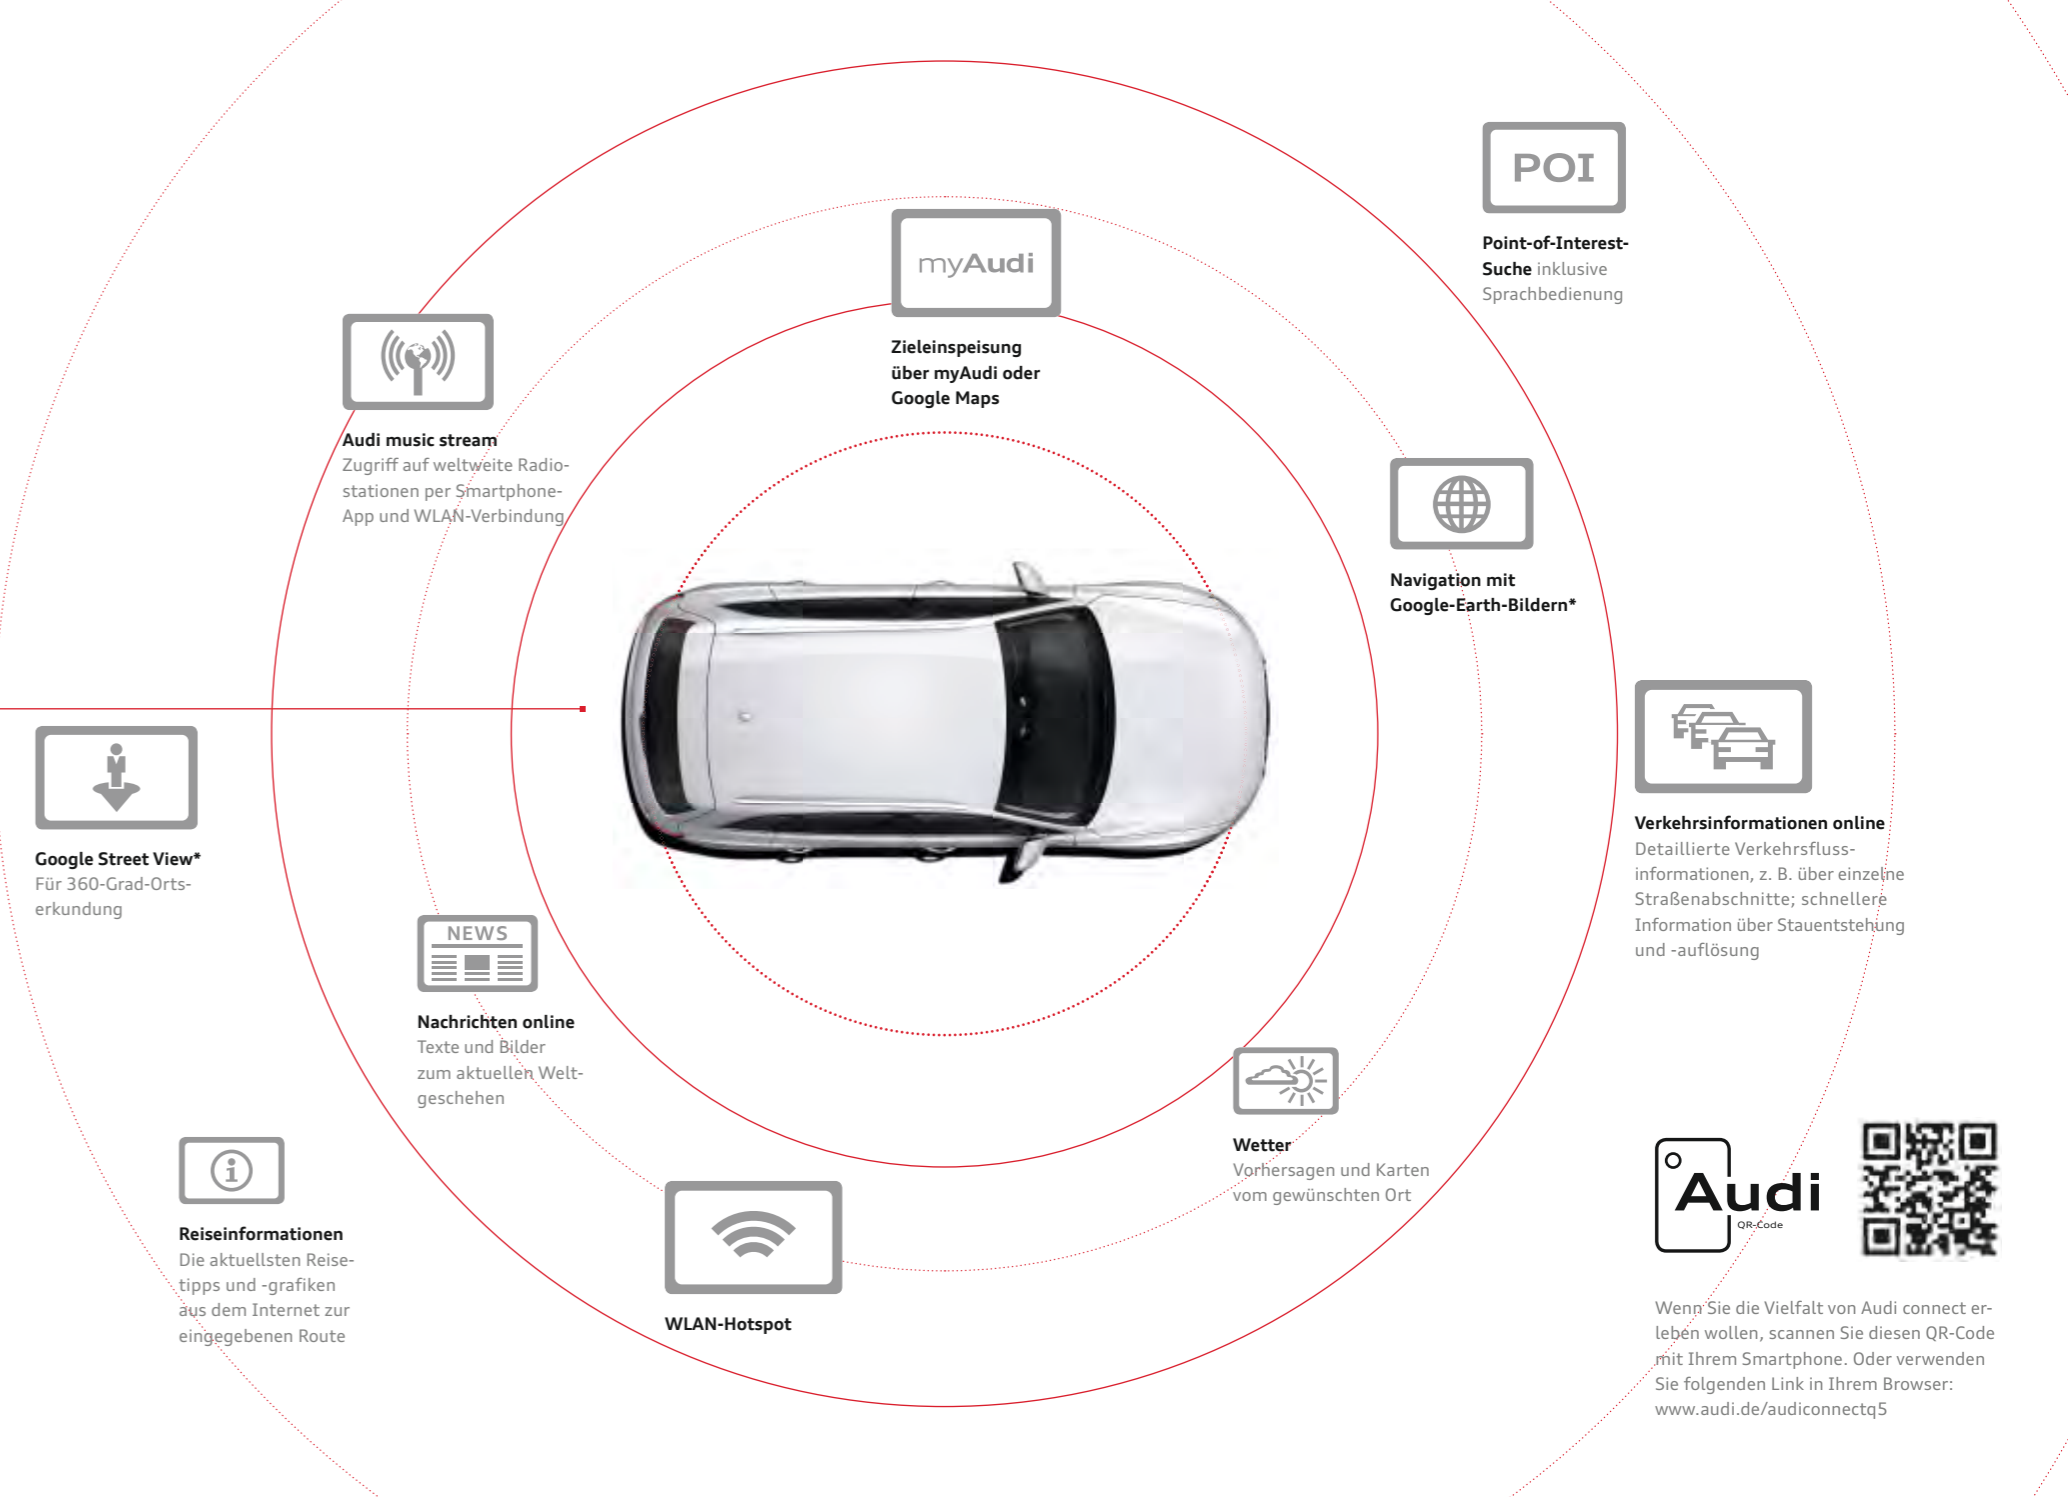 POI
Point-of-Interest-
Suche inklusive
Sprachbedienung
myAudi
Zieleinspeisung
über myAudi oder
Google Maps
Audi music stream
Zugriff auf weltweite Radio-
stationen per Smartphone-
App und WLAN-Verbindung
Navigation mit
Google-Earth-Bildern*
Google Street View*
Für 360-Grad-Orts-
erkundung
Verkehrsinformationen online
Detaillierte Verkehrsfluss-
informationen, z. B. über einzelne
Straßenabschnitte; schnellere
Information über Stauentstehung
und -auflösung
NEWS
Nachrichten online
Texte und Bilder
zum aktuellen Welt-
geschehen
Wetter
Vorhersagen und Karten
vom gewünschten Ort
i
Reiseinformationen
Die aktuellsten Reise-
tipps und -grafiken
aus dem Internet zur
eingegebenen Route
WLAN-Hotspot
Audi
QR-Code
Wenn Sie die Vielfalt von Audi connect er-
leben wollen, scannen Sie diesen QR-Code
mit Ihrem Smartphone. Oder verwenden
Sie folgenden Link in Ihrem Browser:
www.audi.de/audiconnectq5